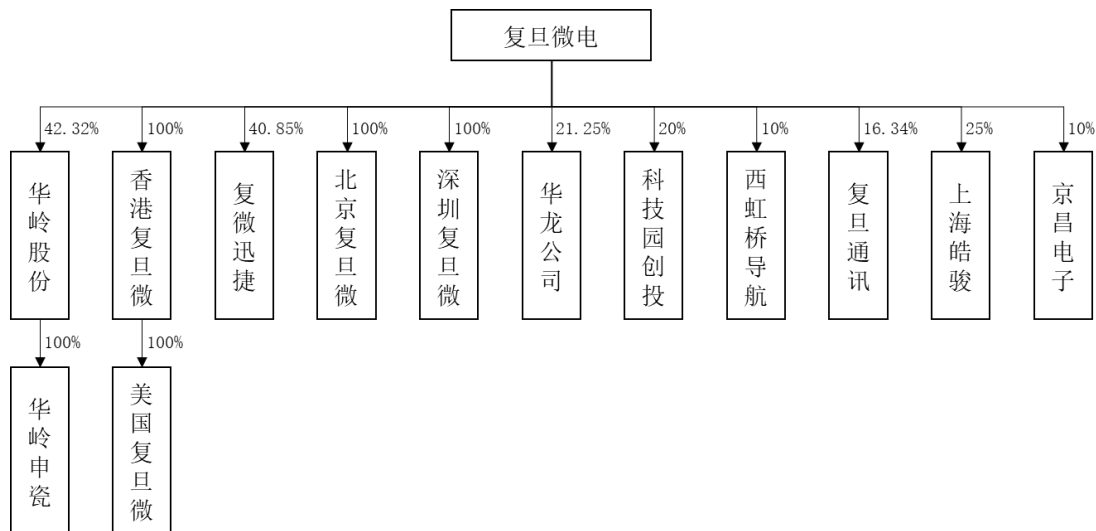 复旦微电
42.32%
100%
40.85%
100%
100%
21.25%
20%
10%
16.34%
25%
10%
华岭股份
香港复旦微
复微迅捷
北京复旦微
深圳复旦微
华龙公司
科技园创投
西虹桥导航
复旦通讯
上海皓骏
京昌电子
100%
100%
华岭申瓷
美国复旦微